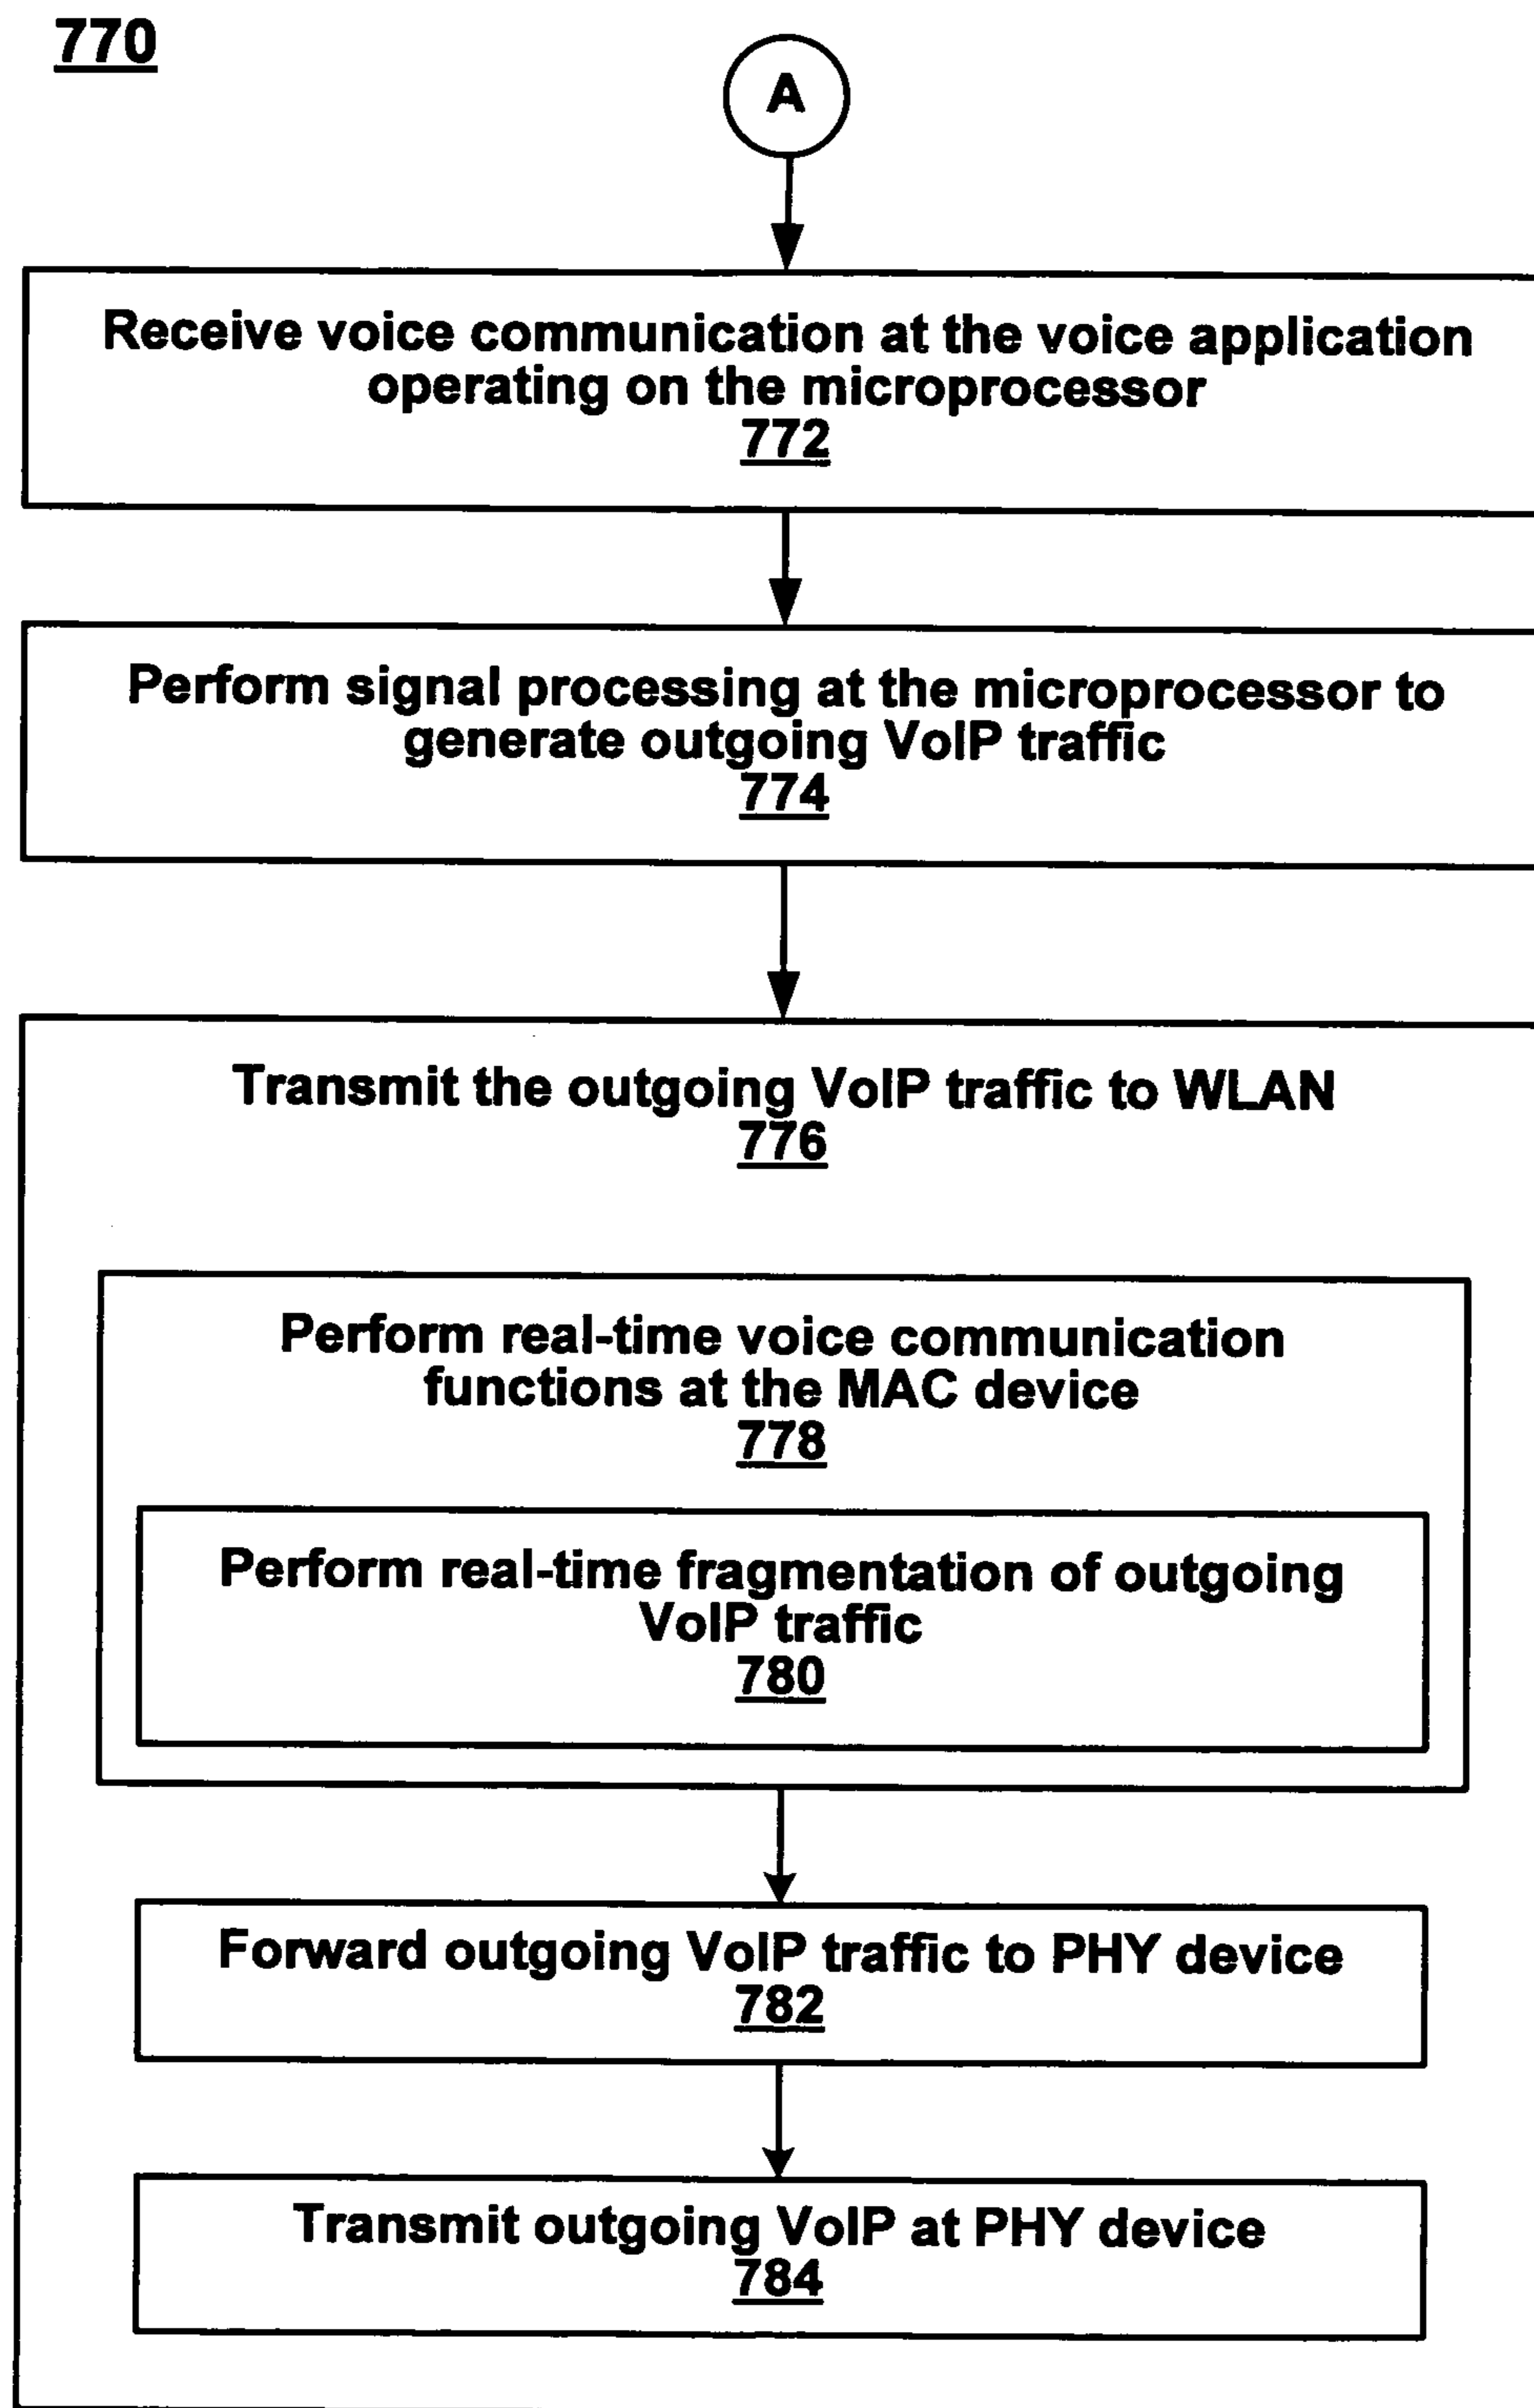 770
A
Receive voice communication at the voice application
operating on the microprocessor
772
Perform signal processing at the microprocessor to
generate outgoing VoIP traffic
774
Transmit the outgoing VoIP traffic to WLAN
776
Perform real-time voice communication
functions at the MAC device
778
Perform real-time fragmentation of outgoing
VoIP traffic
780
Forward outgoing VoIP traffic to PHY device
782
Transmit outgoing VoIP at PHY device
784